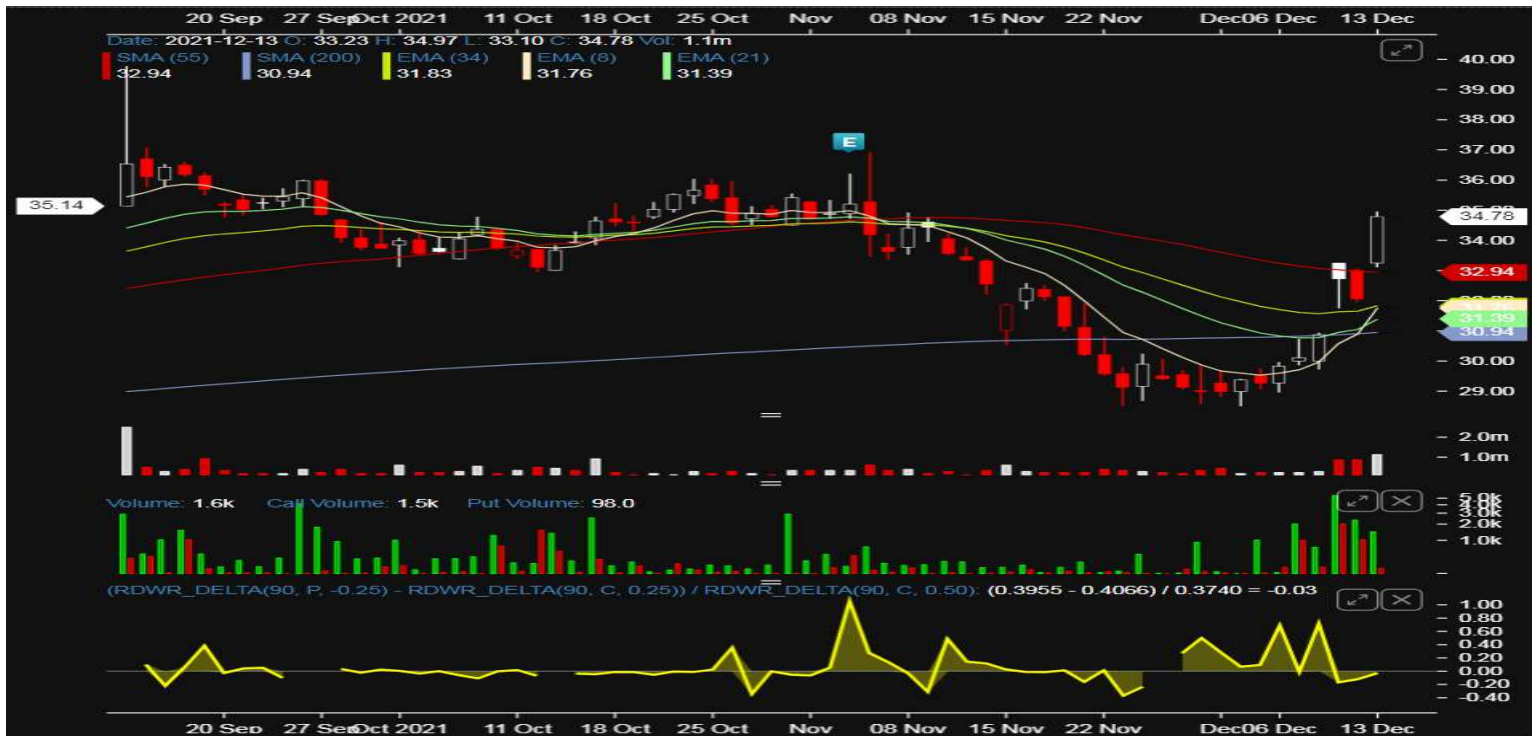 20 Sep 27 Sep Oct 2021 11 Oct 18 Oct 25 Oct Nov 08 Nov 15 Nov 22 Nov Dec 06 Dec 13 Dec
Date: 2021-12-13 O: 33.23 H: 34.97 L: 33.10 C: 34.78 Vol: 1.1m
SMA (55) SMA (200) EMA (34) EMA (8) EMA (21)
32.94 30.94 31.83 31.76 31.39
40.00
39.00
38.00
E
37.00
36.00
35.14
34.78
34.00
32.94
31.39
30.94
30.00
29.00
2.0m
1.0m
Volume: 1.6k Call Volume: 1.5k Put Volume: 98.0
5.0k
4.0k
3.0k
2.0k
1.0k
(RDWR_DELTA(90, P, -0.25) - RDWR_DELTA(90, C, 0.25)) / RDWR_DELTA(90, C, 0.50): (0.3955 - 0.4066) / 0.3740 = -0.03
1.00
0.80
0.60
0.40
0.20
0.00
-0.20
-0.40
20 Sep 27 Sep Oct 2021 11 Oct 18 Oct 25 Oct Nov 08 Nov 15 Nov 22 Nov Dec 06 Dec 13 Dec